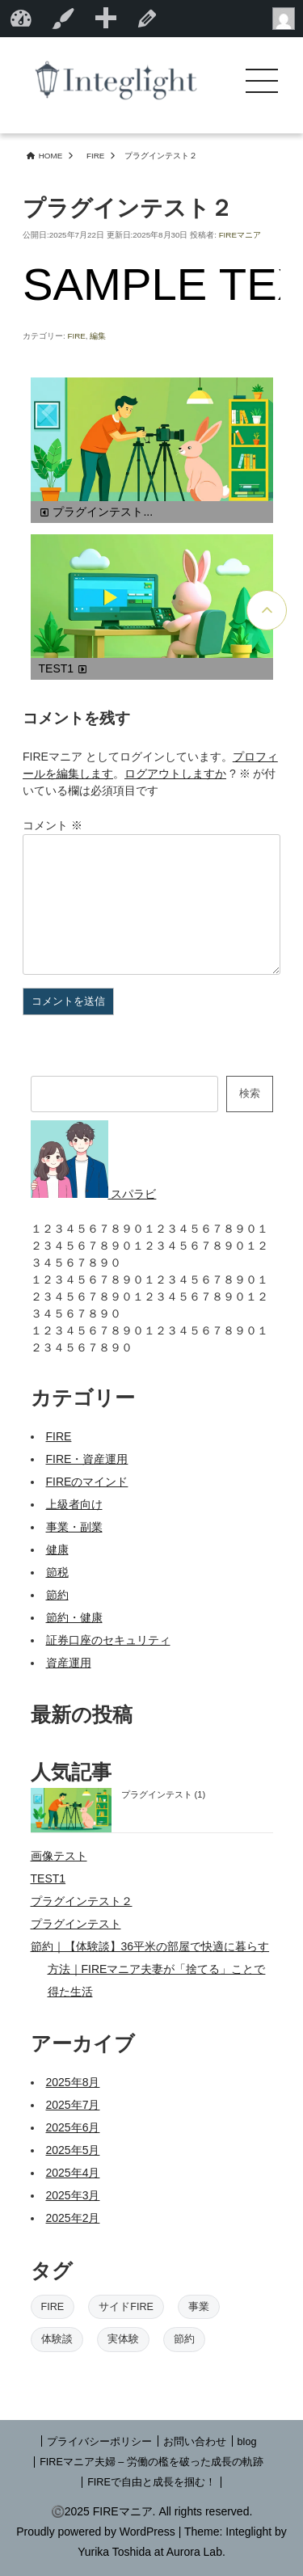 Integlight
HOME > FIRE > プラグインテスト２
プラグインテスト２
公開日:2025年7月22日 更新日:2025年8月30日 投稿者: FIREマニア
SAMPLE TE
カテゴリー: FIRE, 編集
プラグインテスト...
TEST1
コメントを残す
FIREマニア としてログインしています。プロフィ
ールを編集します。ログアウトしますか ? ※ が付
いている欄は必須項目です
コメント ※
コメントを送信
検索
スパラビ
１２３４５６７８９０１２３４５６７８９０１
２３４５６７８９０１２３４５６７８９０１２
３４５６７８９０
１２３４５６７８９０１２３４５６７８９０１
２３４５６７８９０１２３４５６７８９０１２
３４５６７８９０
１２３４５６７８９０１２３４５６７８９０１
２３４５６７８９０
カテゴリー
• FIRE
• FIRE・資産運用
• FIREのマインド
• 上級者向け
• 事業・副業
• 健康
• 節税
• 節約
• 節約・健康
• 証券口座のセキュリティ
• 資産運用
最新の投稿
人気記事
プラグインテスト (1)
画像テスト
TEST1
プラグインテスト２
プラグインテスト
節約｜【体験談】36平米の部屋で快適に暮らす
方法｜FIREマニア夫妻が「捨てる」ことで
得た生活
アーカイブ
• 2025年8月
• 2025年7月
• 2025年6月
• 2025年5月
• 2025年4月
• 2025年3月
• 2025年2月
タグ
FIRE サイドFIRE 事業
体験談 実体験 節約
| プライバシーポリシー | お問い合わせ | blog
| FIREマニア夫婦 – 労働の檻を破った成長の軌跡
| FIREで自由と成長を掴む！ |
©2025 FIREマニア. All rights reserved.
Proudly powered by WordPress | Theme: Integlight by
Yurika Toshida at Aurora Lab.